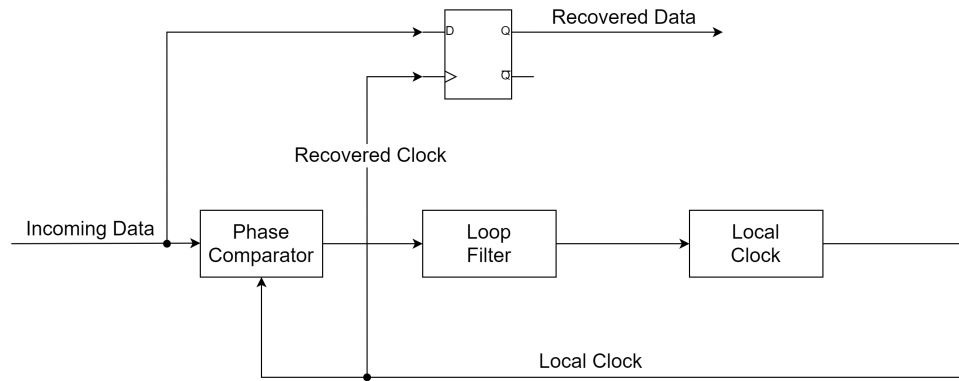 Recovered Data
D
Q
Q
Recovered Clock
Incoming Data
Phase
Comparator
Loop
Filter
Local
Clock
Local Clock